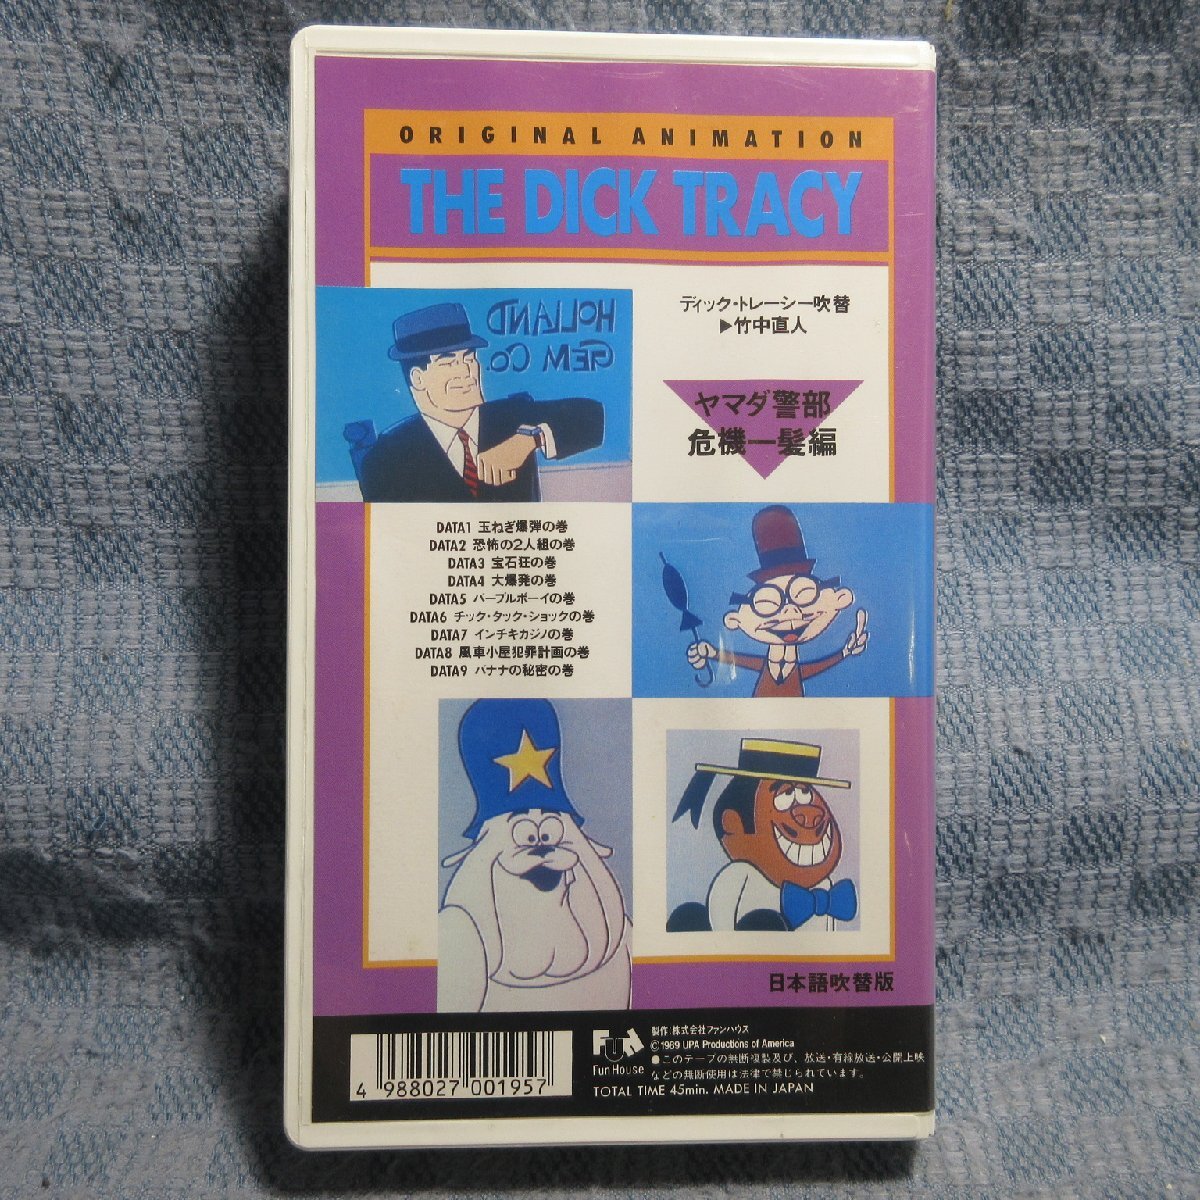 ORIGINAL ANIMATION
THE DICK TRACY
HOLLAND
GEM CO.
ディック・トレーシー吹替
▶竹中直人
ヤマダ警部
危機一髪編
DATA1 玉ねぎ爆弾の巻
DATA2 恐怖の2人組の巻
DATA3 宝石狂の巻
DATA4 大爆発の巻
DATA5 パープルボーイの巻
DATA6 チック・タック・ショックの巻
DATA7 インチキカジノの巻
DATA8 風車小屋犯罪計画の巻
DATA9 バナナの秘密の巻
日本語吹替版
4 988027 001957
FUN
Fun House
製作:株式会社ファンハウス
©1989 UPA Productions of America
●このテープの無断複製及び、放送・有線放送・公開上映
などの無断使用は法律で禁じられています。
TOTAL TIME 45min. MADE IN JAPAN